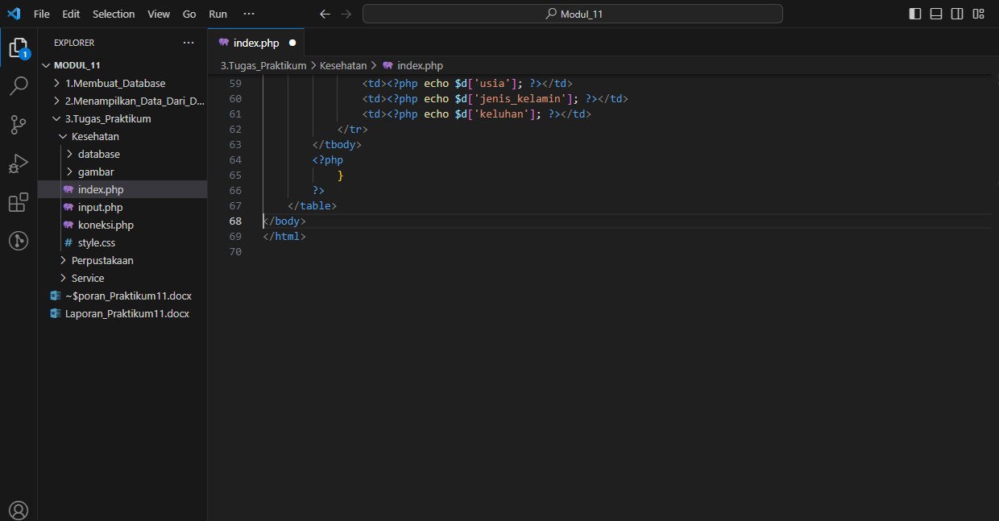 File Edit Selection View Go Run ··· Modul_11
EXPLORER ···
1
MODUL_11
1.Membuat_Database
2.Menampilkan_Data_Dari_D...
3.Tugas_Praktikum
Kesehatan
database
gambar
index.php
input.php
koneksi.php
# style.css
Perpustakaan
Service
~$poran_Praktikum11.docx
Laporan_Praktikum11.docx
index.php
3.Tugas_Praktikum > Kesehatan > index.php
59 <td><?php echo $d['usia']; ?></td>
60 <td><?php echo $d['jenis_kelamin']; ?></td>
61 <td><?php echo $d['keluhan']; ?></td>
62 </tr>
63 </tbody>
64 <?php
65 }
66 ?>
67 </table>
68 </body>
69 </html>
70